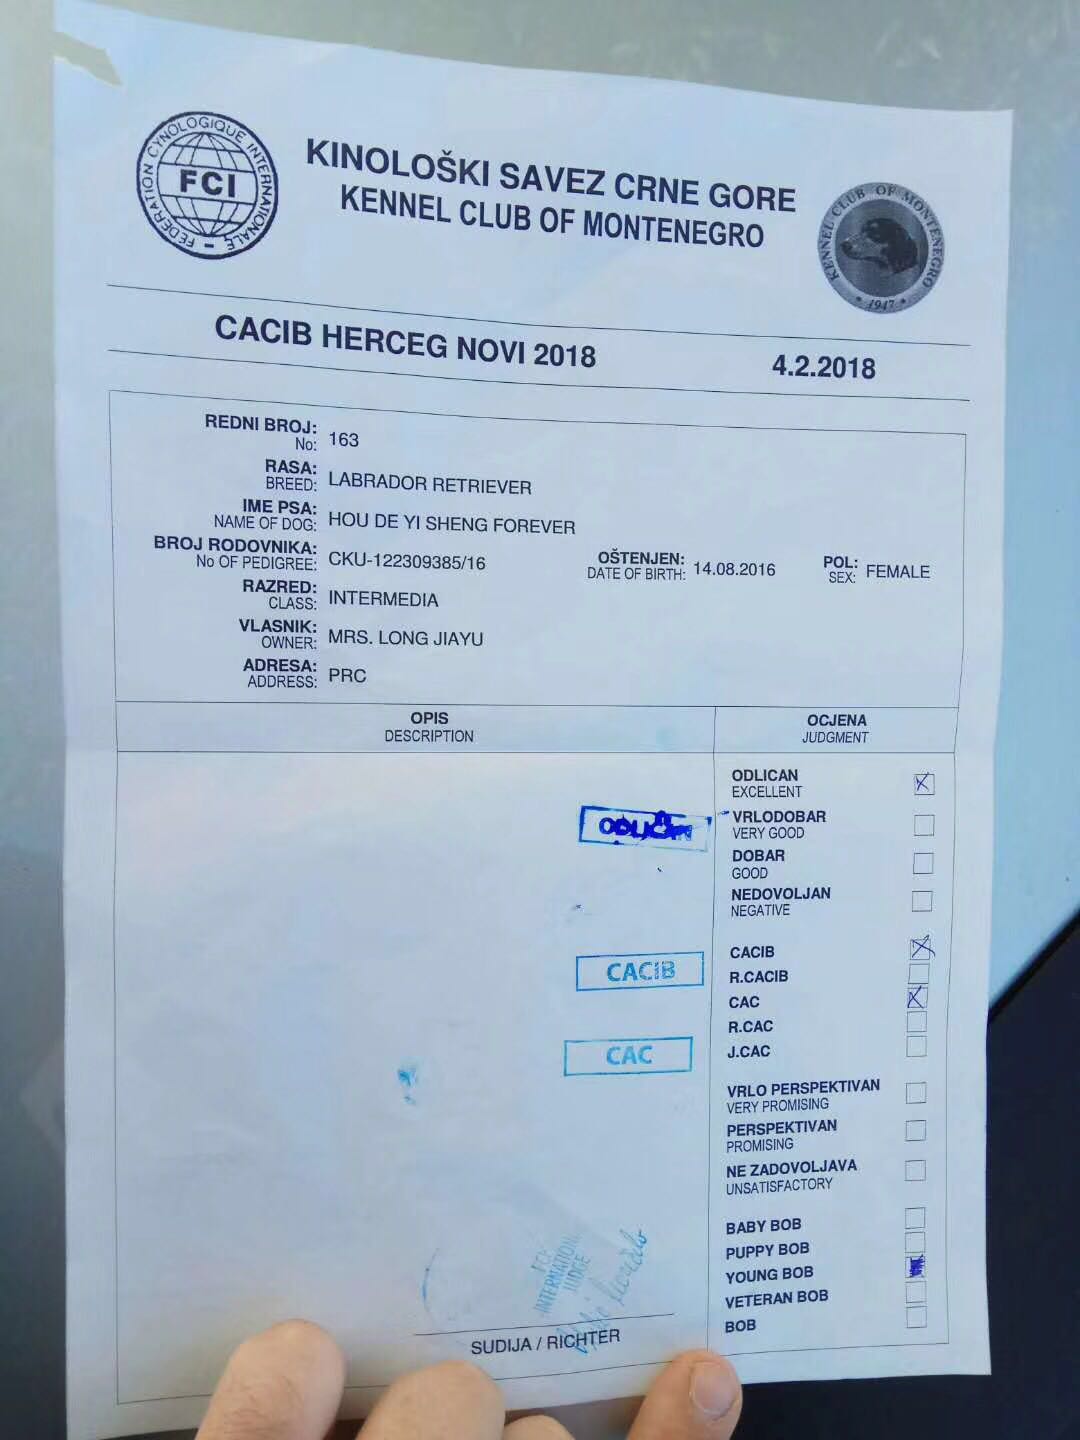 FEDERATION CYNOLOGIQUE INTERNATIONALE
FCI
KINOLOŠKI SAVEZ CRNE GORE
KENNEL CLUB OF MONTENEGRO
KENNEL CLUB OF MONTENEGRO
• 1947 •
CACIB HERCEG NOVI 2018 4.2.2018
REDNI BROJ:
No: 163
RASA:
BREED: LABRADOR RETRIEVER
IME PSA:
NAME OF DOG: HOU DE YI SHENG FOREVER
BROJ RODOVNIKA:
No OF PEDIGREE: CKU-122309385/16
OŠTENJEN:
DATE OF BIRTH: 14.08.2016
POL:
SEX: FEMALE
RAZRED:
CLASS: INTERMEDIA
VLASNIK:
OWNER: MRS. LONG JIAYU
ADRESA:
ADDRESS: PRC
OPIS
DESCRIPTION
OCJENA
JUDGMENT
ODLICAN
EXCELLENT
ODLIČAN
VRLODOBAR
VERY GOOD
DOBAR
GOOD
NEDOVOLJAN
NEGATIVE
CACIB
CACIB
R.CACIB
CAC
R.CAC
CAC
J.CAC
VRLO PERSPEKTIVAN
VERY PROMISING
PERSPEKTIVAN
PROMISING
NE ZADOVOLJAVA
UNSATISFACTORY
BABY BOB
PUPPY BOB
YOUNG BOB
VETERAN BOB
BOB
FCI
INTERNATIONAL
JUDGE
SUDIJA / RICHTER